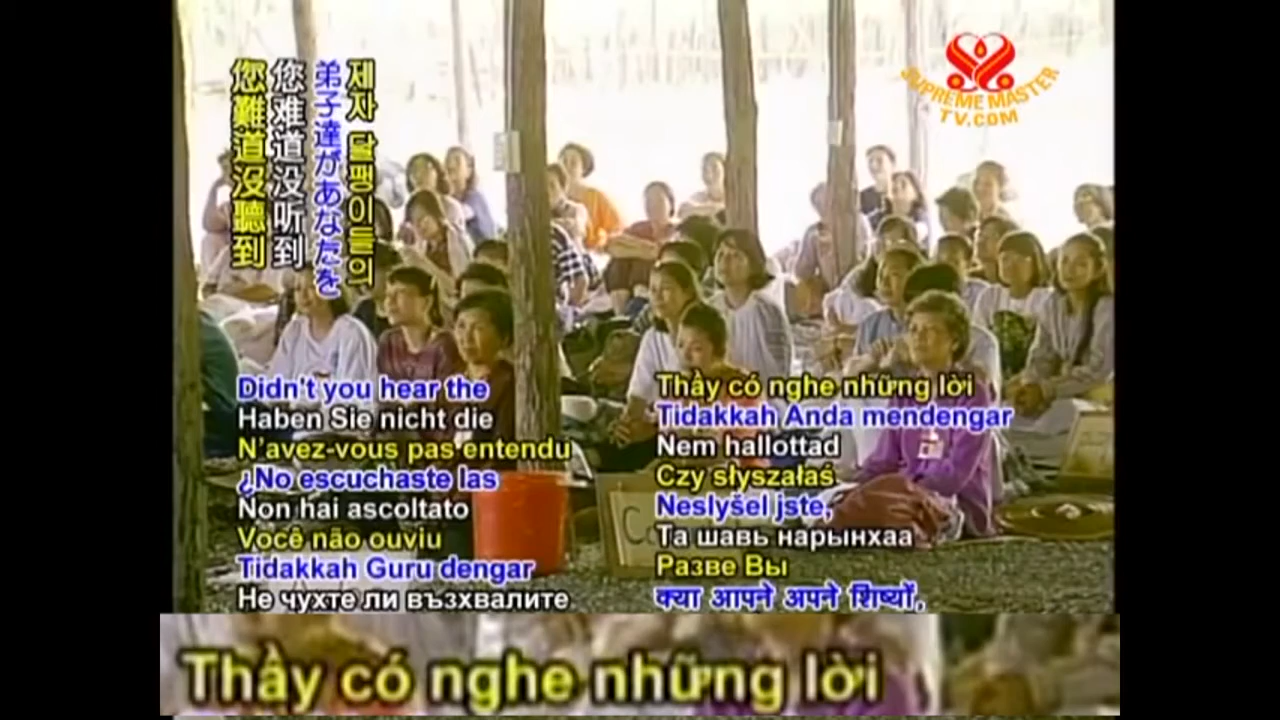 SUPREME MASTER
TV.COM
제자 달팽이들의
弟子達があなたを
您难道没听到
您難道沒聽到
Didn't you hear the
Haben Sie nicht die
N'avez-vous pas entendu
¿No escuchaste las
Non hai ascoltato
Você não ouviu
Tidakkah Guru dengar
Не чухте ли възхвалите
Thầy có nghe những lời
Tidakkah Anda mendengar
Nem hallottad
Czy słyszałaś
Neslyšel jste,
Та шавь нарынхаа
Разве Вы
क्या आपने अपने शिष्यों,
Thầy có nghe những lời